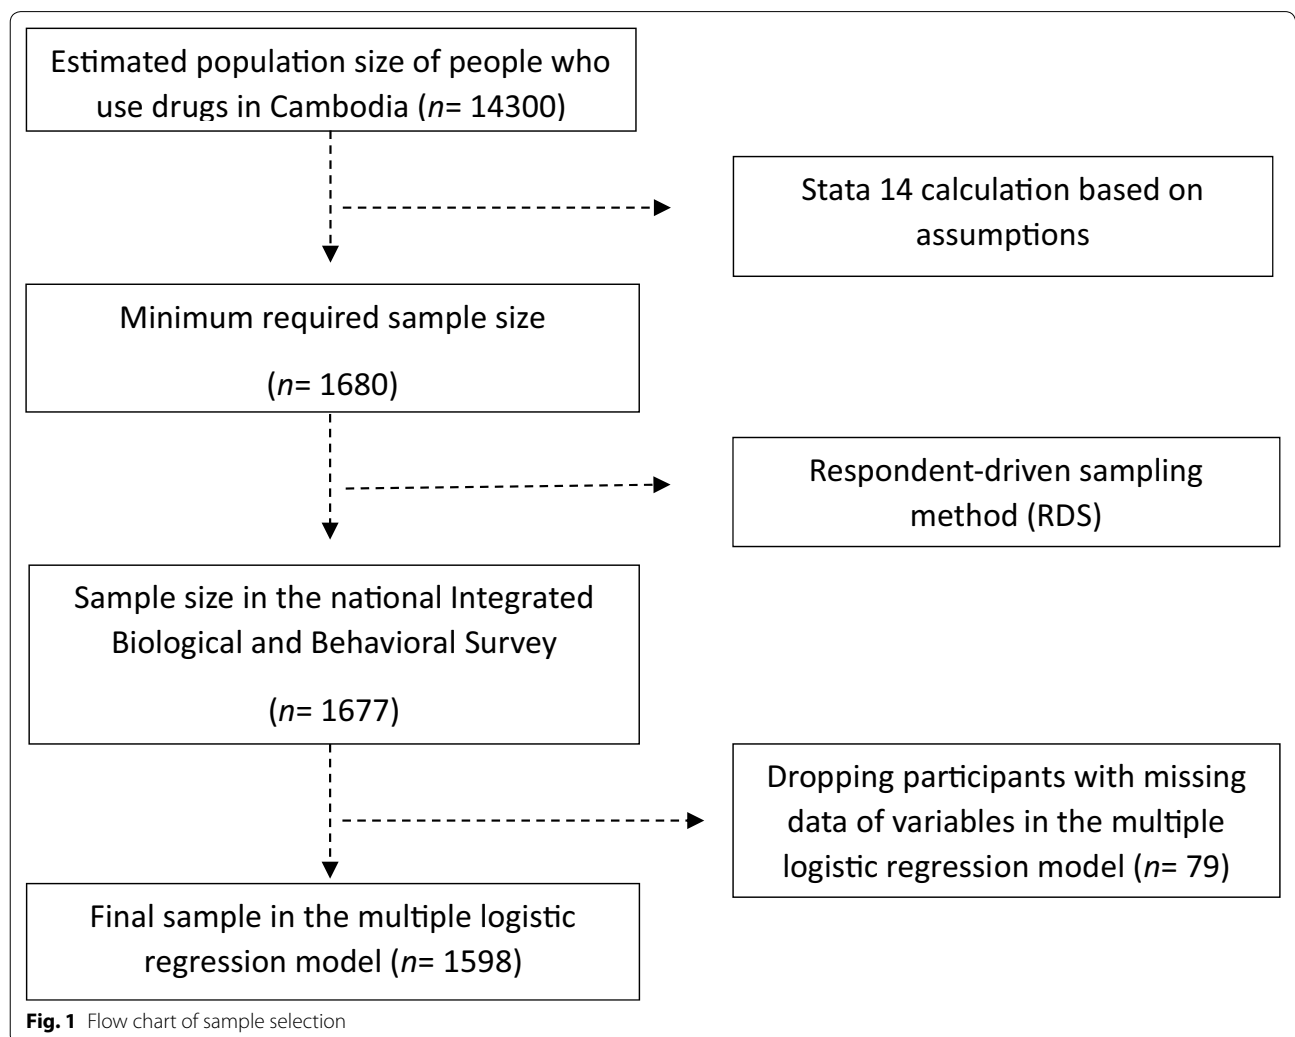 Estimated population size of people who
use drugs in Cambodia (n= 14300)
Stata 14 calculation based on
assumptions
Minimum required sample size
(n= 1680)
Respondent-driven sampling
method (RDS)
Sample size in the national Integrated
Biological and Behavioral Survey
(n= 1677)
Dropping participants with missing
data of variables in the multiple
logistic regression model (n= 79)
Final sample in the multiple logistic
regression model (n= 1598)
Fig. 1 Flow chart of sample selection